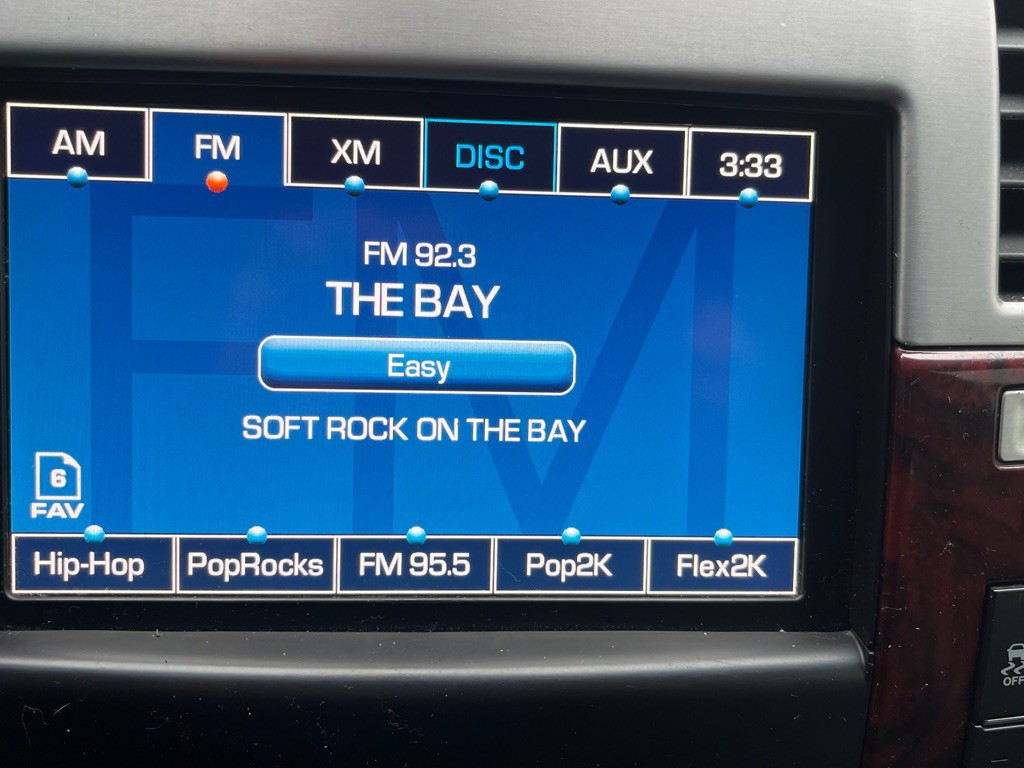 AM FM XM DISC AUX 3:33
FM 92.3
THE BAY
Easy
SOFT ROCK ON THE BAY
6
FAV
Hip-Hop PopRocks FM 95.5 Pop2K Flex2K
OFF